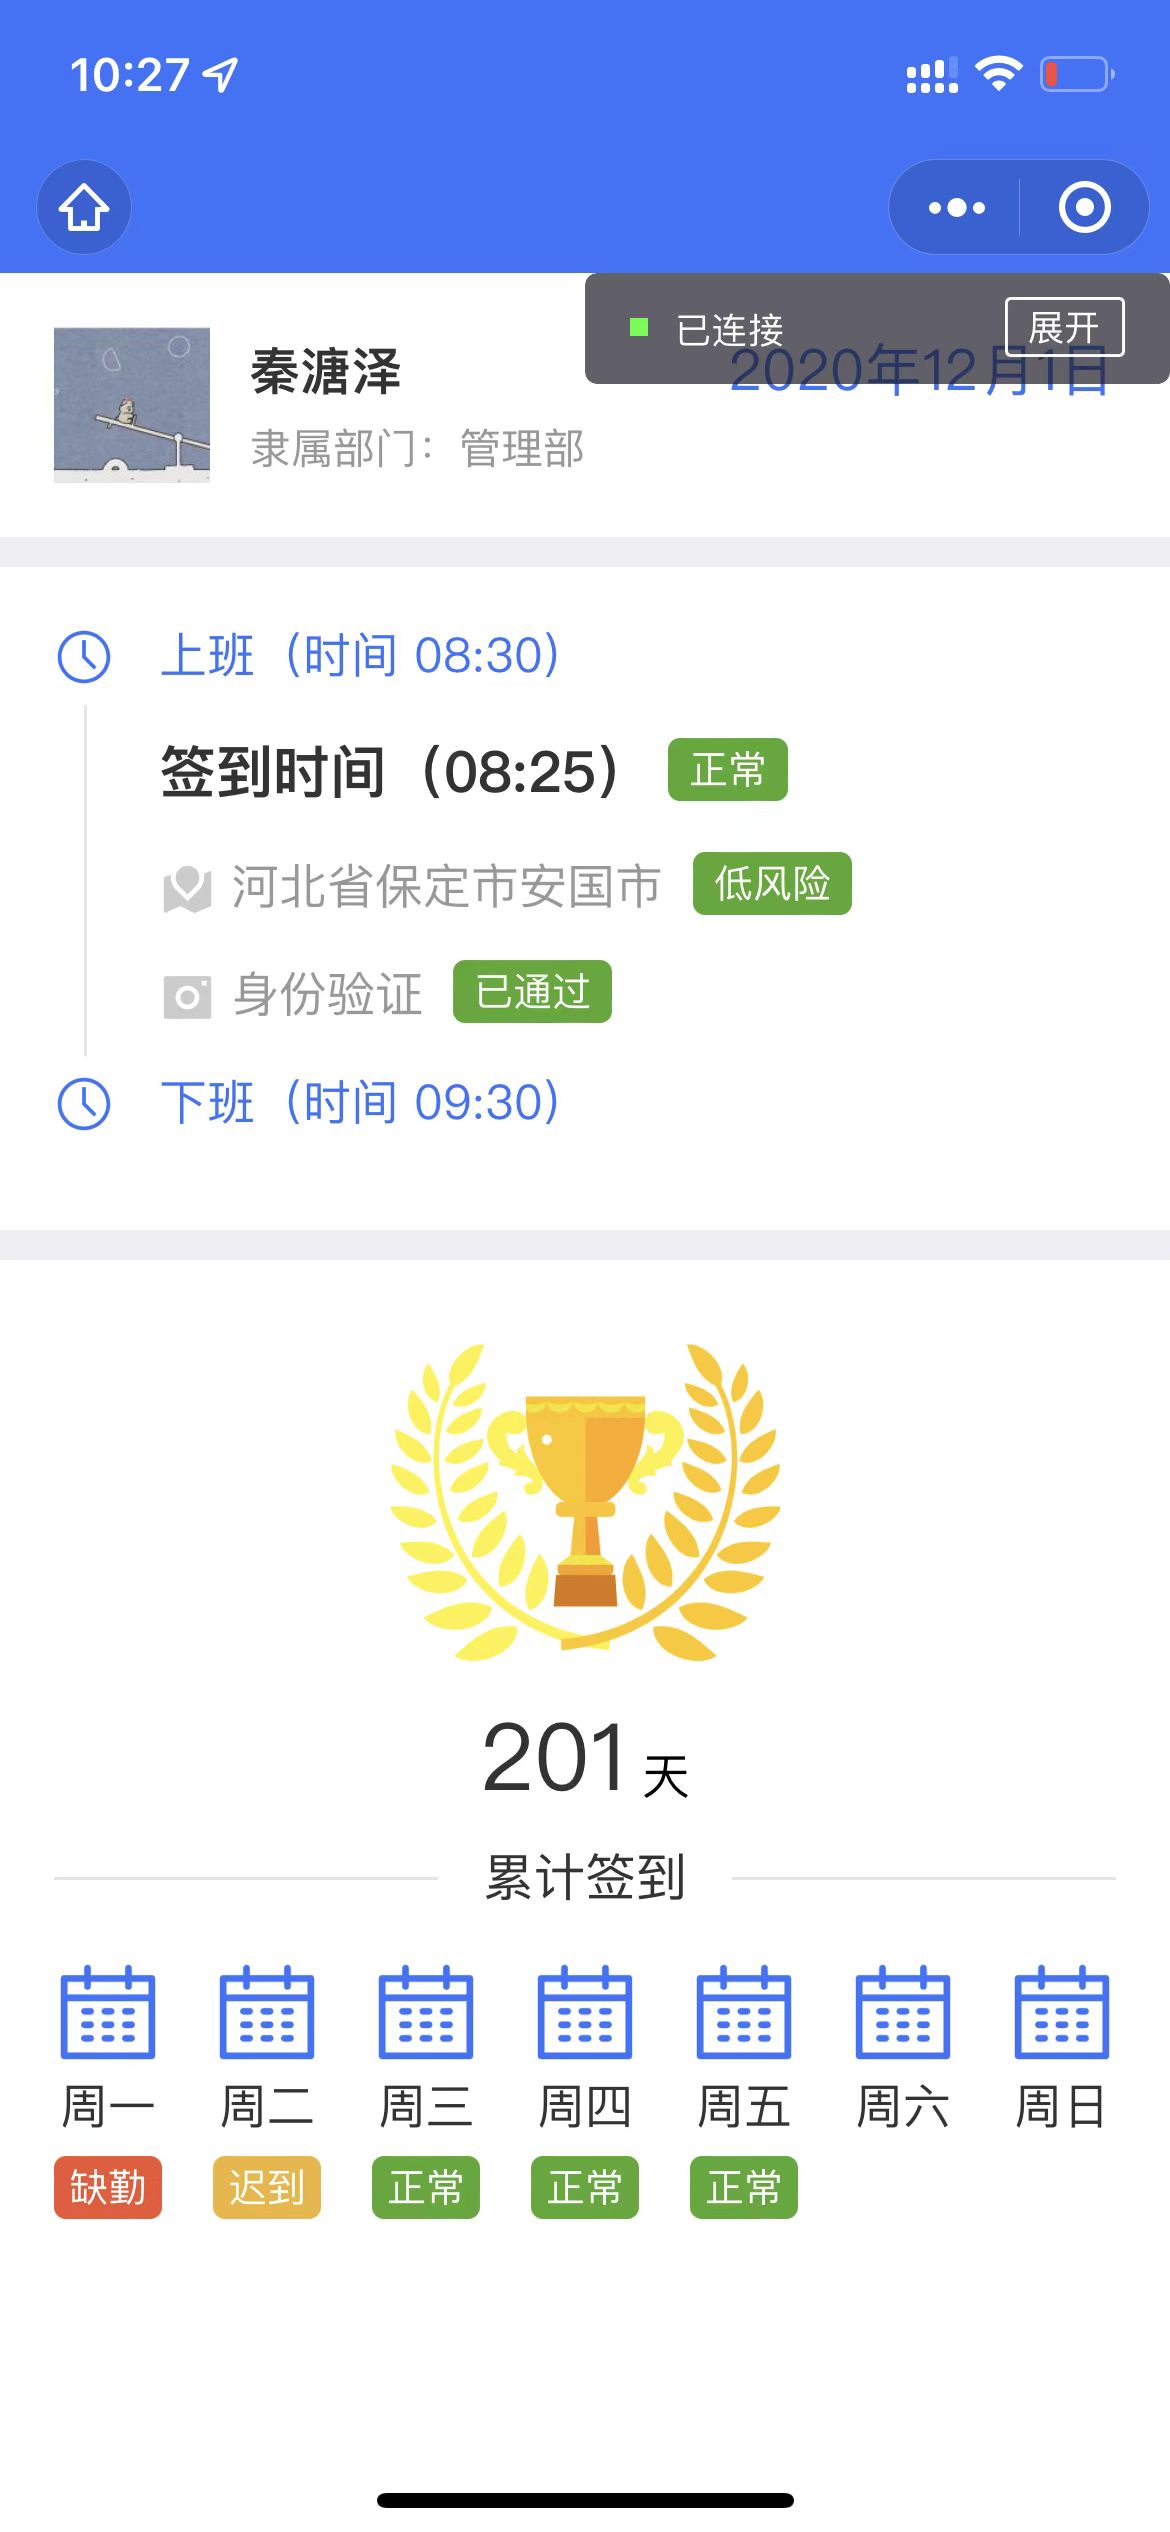 10:27
已连接 展开
秦溏泽 2020年12月1日
隶属部门：管理部
上班（时间 08:30）
签到时间（08:25） 正常
河北省保定市安国市 低风险
身份验证 已通过
下班（时间 09:30）
201天
累计签到
周一 周二 周三 周四 周五 周六 周日
缺勤 迟到 正常 正常 正常